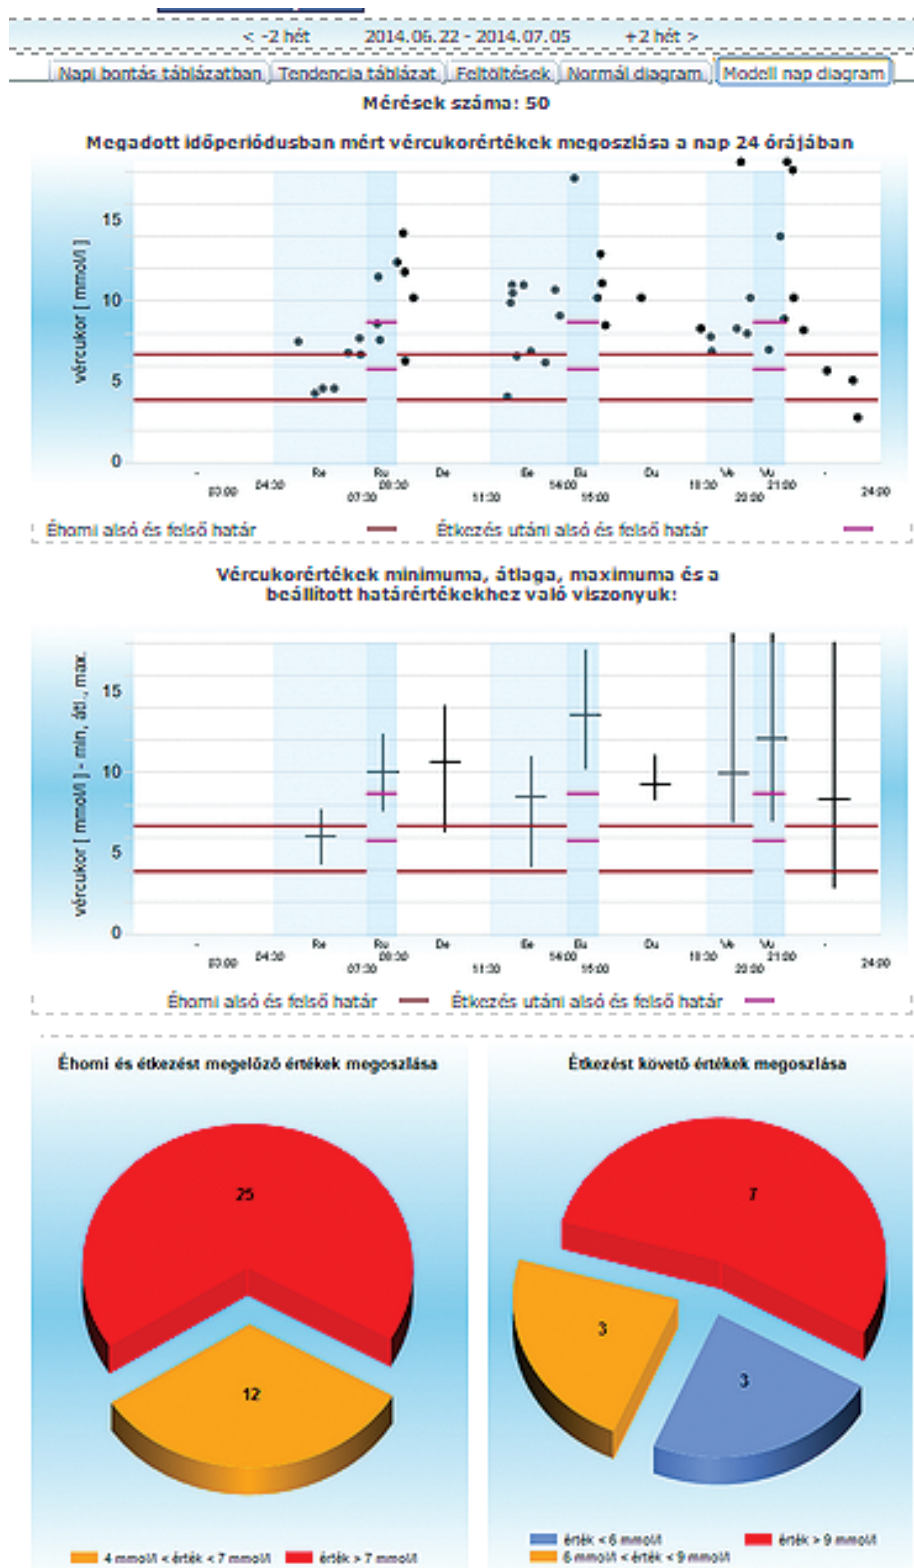 < -2 hét 2014.06.22 - 2014.07.05 +2 hét >
Napi bontás táblázatban Tendencia táblázat Feltöltések Normál diagram Modell nap diagram
Mérések száma: 50
Megadott időperiódusban mért vércukorértékek megoszlása a nap 24 órájában
vércukor [ mmol/l ]
15
10
5
0
- Re Ru De Ee Eu Du Ve Vu -
03:00 04:30 07:30 09:30 11:30 14:00 16:00 18:30 20:00 21:00 24:00
Éhomi alsó és felső határ Étkezés utáni alsó és felső határ
Vércukorértékek minimuma, átlaga, maximuma és a
beállított határértékekhez való viszonyuk:
vércukor [ mmol/l ] - min, átl., max.
15
10
5
0
- Re Ru De Ee Eu Du Ve Vu -
03:00 04:30 07:30 09:30 11:30 14:00 16:00 18:30 20:00 21:00 24:00
Éhomi alsó és felső határ Étkezés utáni alsó és felső határ
Éhomi és étkezést megelőző értékek megoszlása
25
12
4 mmol/l < érték < 7 mmol/l érték > 7 mmol/l
Étkezést követő értékek megoszlása
7
3
3
érték < 6 mmol/l érték > 9 mmol/l
6 mmol/l < érték < 9 mmol/l